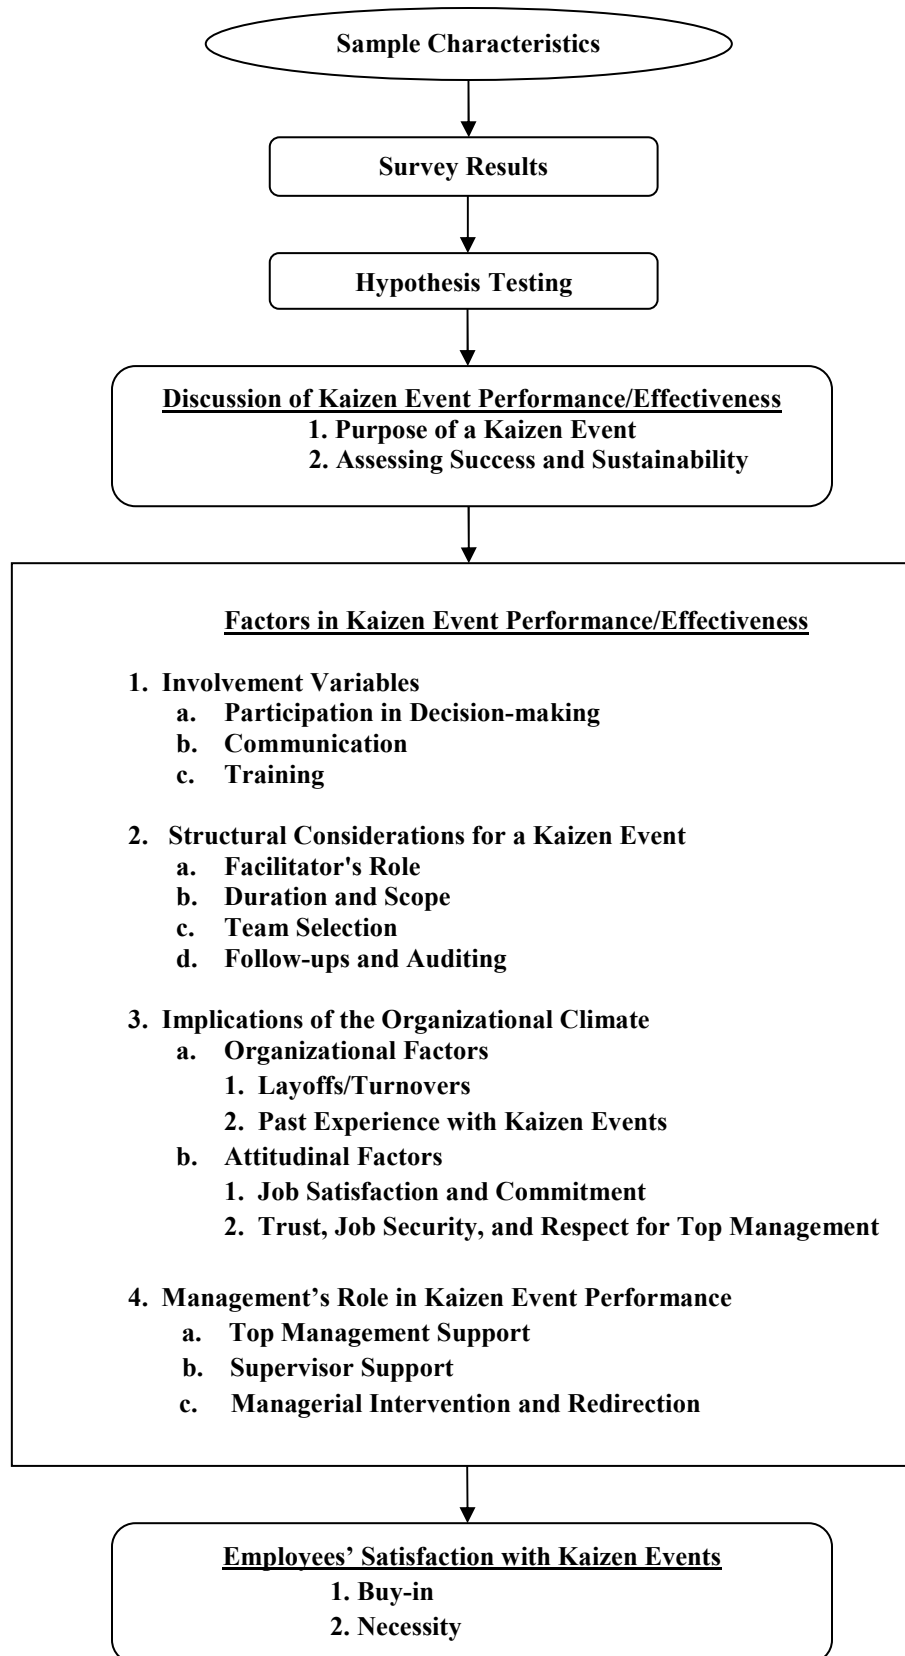 Sample Characteristics
Survey Results
Hypothesis Testing
Discussion of Kaizen Event Performance/Effectiveness
1. Purpose of a Kaizen Event
2. Assessing Success and Sustainability
Factors in Kaizen Event Performance/Effectiveness
1. Involvement Variables
a. Participation in Decision-making
b. Communication
c. Training
2. Structural Considerations for a Kaizen Event
a. Facilitator's Role
b. Duration and Scope
c. Team Selection
d. Follow-ups and Auditing
3. Implications of the Organizational Climate
a. Organizational Factors
1. Layoffs/Turnovers
2. Past Experience with Kaizen Events
b. Attitudinal Factors
1. Job Satisfaction and Commitment
2. Trust, Job Security, and Respect for Top Management
4. Management’s Role in Kaizen Event Performance
a. Top Management Support
b. Supervisor Support
c. Managerial Intervention and Redirection
Employees’ Satisfaction with Kaizen Events
1. Buy-in
2. Necessity